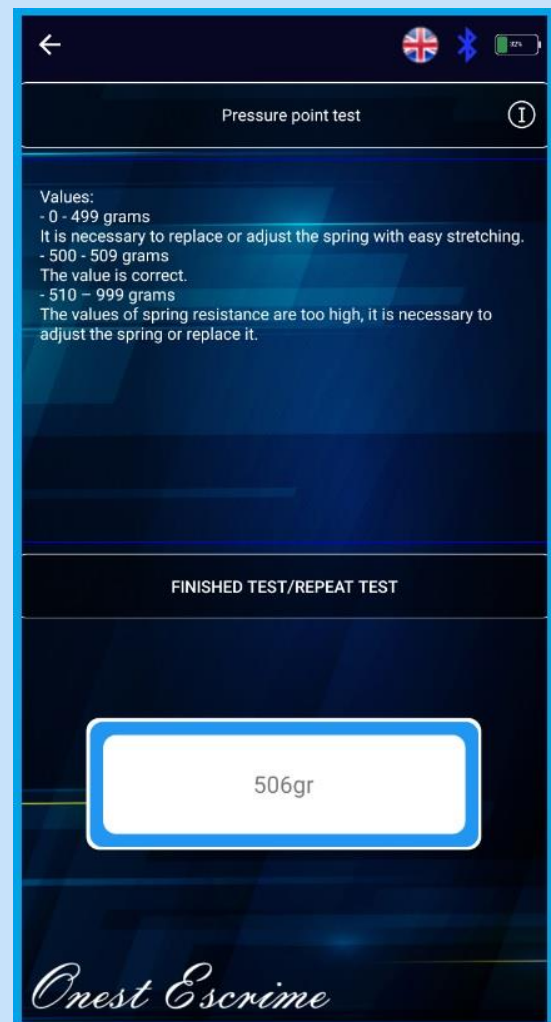 Pressure point test
Values:
- 0 - 499 grams
It is necessary to replace or adjust the spring with easy stretching.
- 500 - 509 grams
The value is correct.
- 510 – 999 grams
The values of spring resistance are too high, it is necessary to
adjust the spring or replace it.
FINISHED TEST/REPEAT TEST
506gr
Onest Escrime